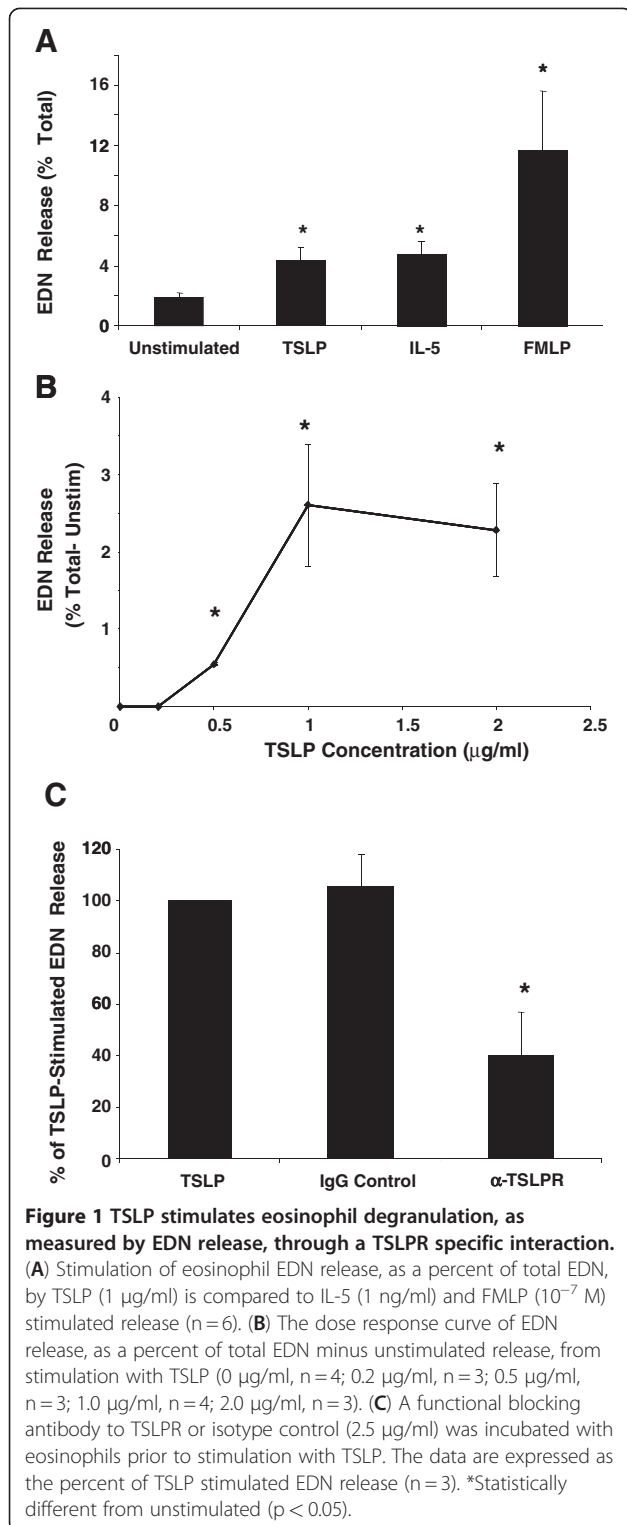 A
EDN Release (% Total)
16
12
8
4
0
*
*
*
Unstimulated TSLP IL-5 FMLP
B
EDN Release
(% Total- Unstim)
4
3
2
1
*
*
*
0 0.5 1 1.5 2 2.5
TSLP Concentration (μg/ml)
C
% of TSLP-Stimulated EDN Release
120
100
80
60
40
20
0
*
TSLP IgG Control α-TSLPR
Figure 1 TSLP stimulates eosinophil degranulation, as
measured by EDN release, through a TSLPR specific interaction.
(A) Stimulation of eosinophil EDN release, as a percent of total EDN,
by TSLP (1 μg/ml) is compared to IL-5 (1 ng/ml) and FMLP (10⁻⁷ M)
stimulated release (n = 6). (B) The dose response curve of EDN
release, as a percent of total EDN minus unstimulated release, from
stimulation with TSLP (0 μg/ml, n = 4; 0.2 μg/ml, n = 3; 0.5 μg/ml,
n = 3; 1.0 μg/ml, n = 4; 2.0 μg/ml, n = 3). (C) A functional blocking
antibody to TSLPR or isotype control (2.5 μg/ml) was incubated with
eosinophils prior to stimulation with TSLP. The data are expressed as
the percent of TSLP stimulated EDN release (n = 3). *Statistically
different from unstimulated (p < 0.05).